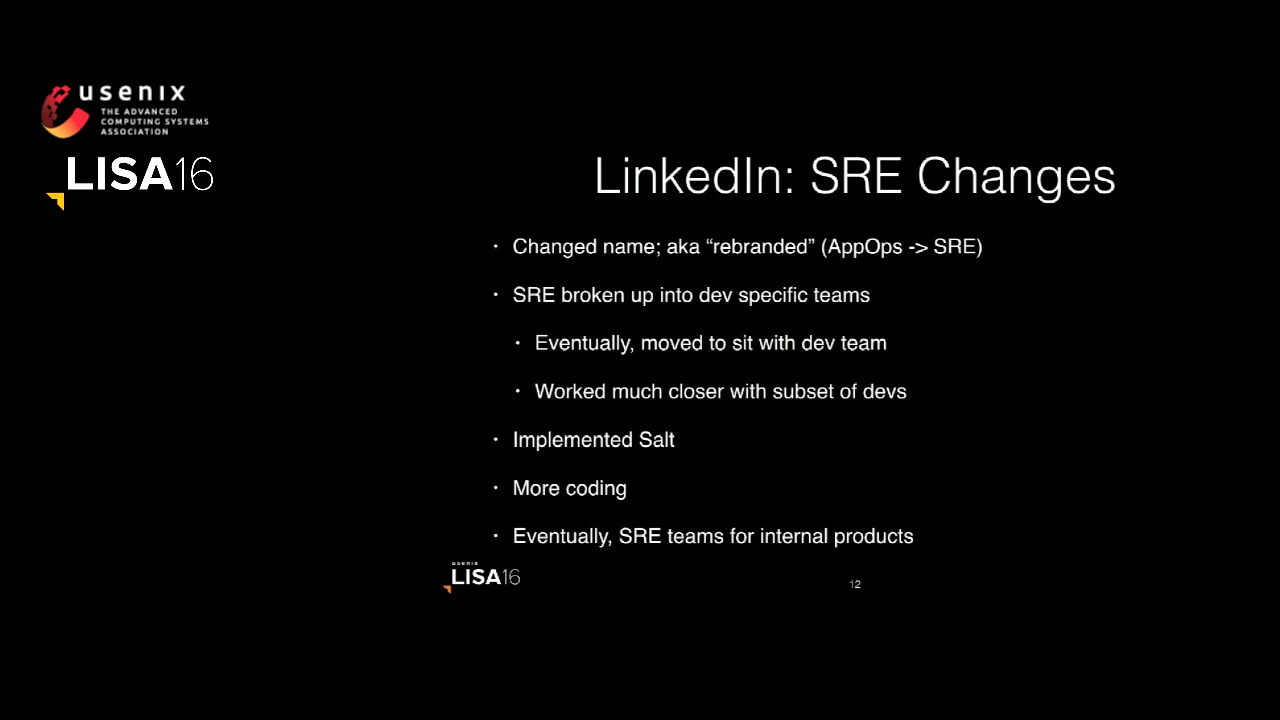 usenix
THE ADVANCED
COMPUTING SYSTEMS
ASSOCIATION
LISA16
LinkedIn: SRE Changes
• Changed name; aka “rebranded” (AppOps -> SRE)
• SRE broken up into dev specific teams
• Eventually, moved to sit with dev team
• Worked much closer with subset of devs
• Implemented Salt
• More coding
• Eventually, SRE teams for internal products
usenix
LISA16
12